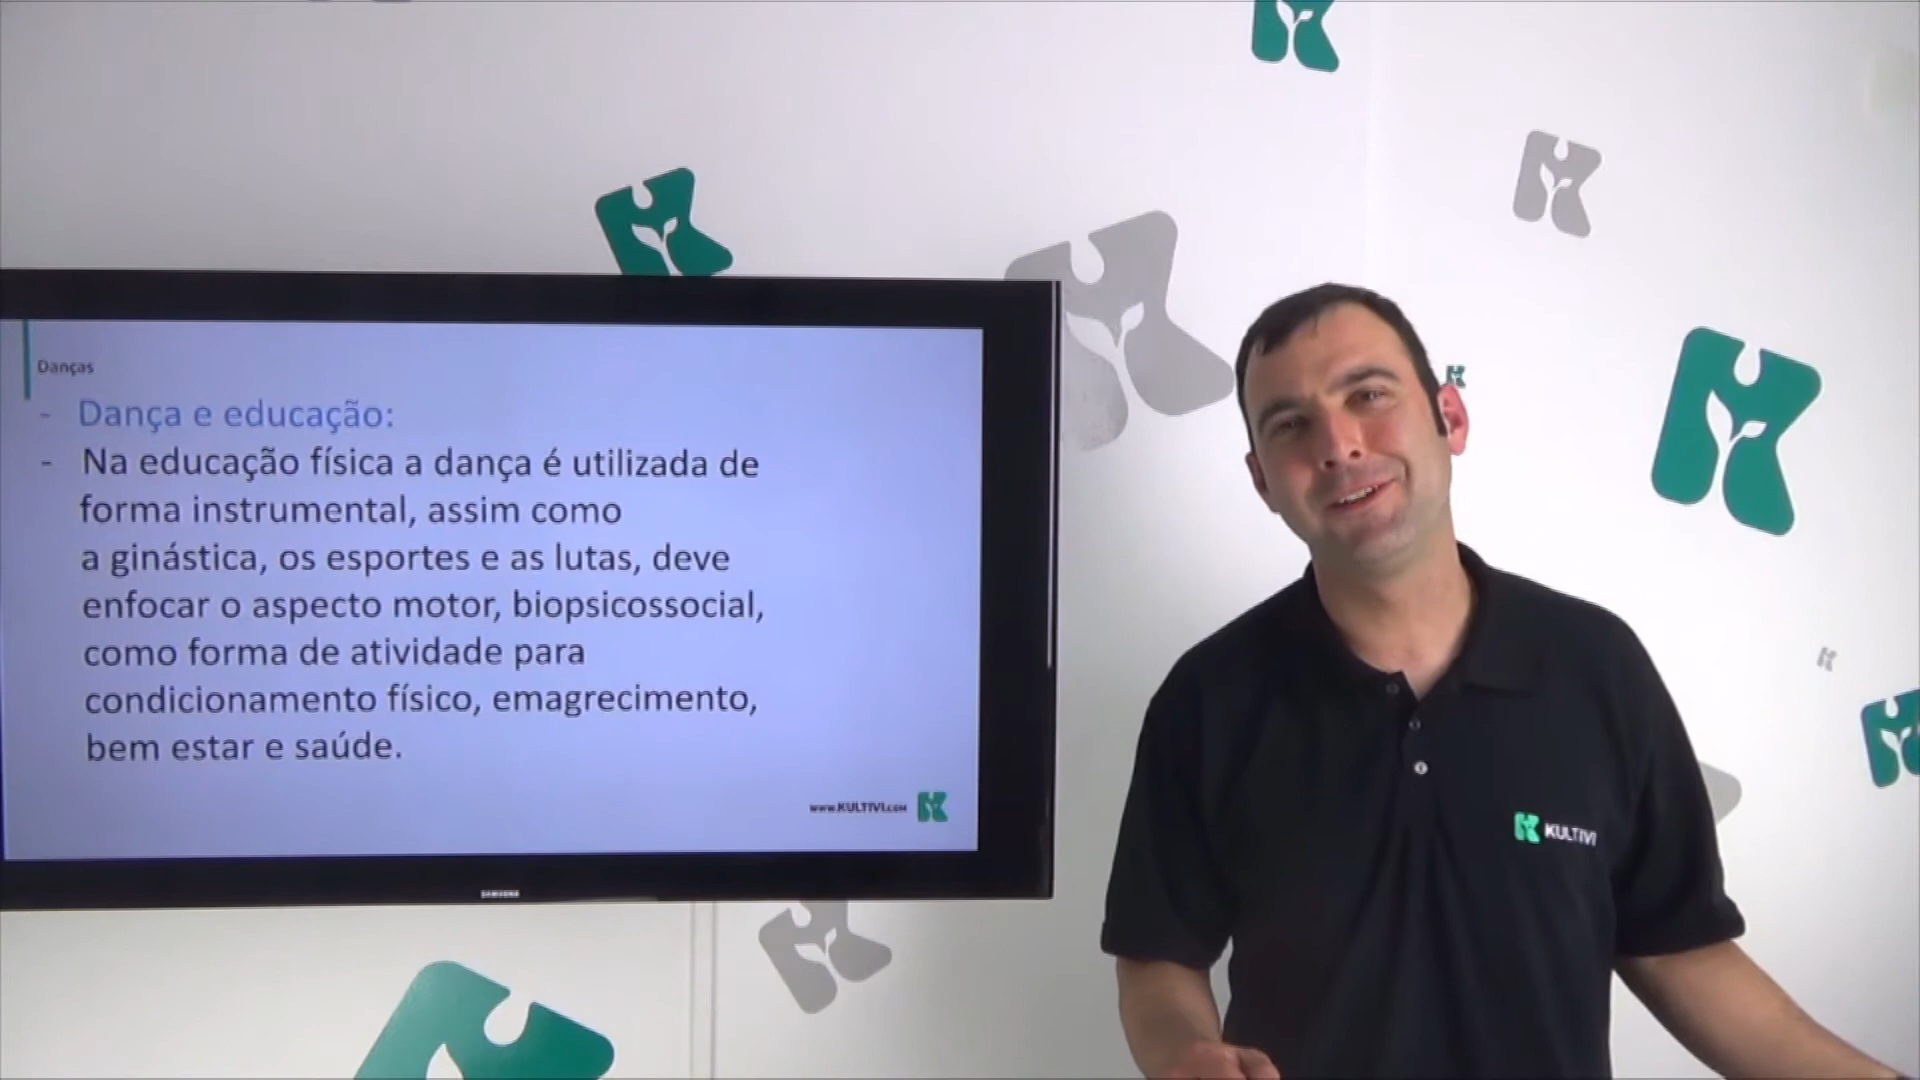 Danças
- Dança e educação:
- Na educação física a dança é utilizada de
forma instrumental, assim como
a ginástica, os esportes e as lutas, deve
enfocar o aspecto motor, biopsicossocial,
como forma de atividade para
condicionamento físico, emagrecimento,
bem estar e saúde.
www.KULTIVI.COM
SAMSUNG
KULTIVI